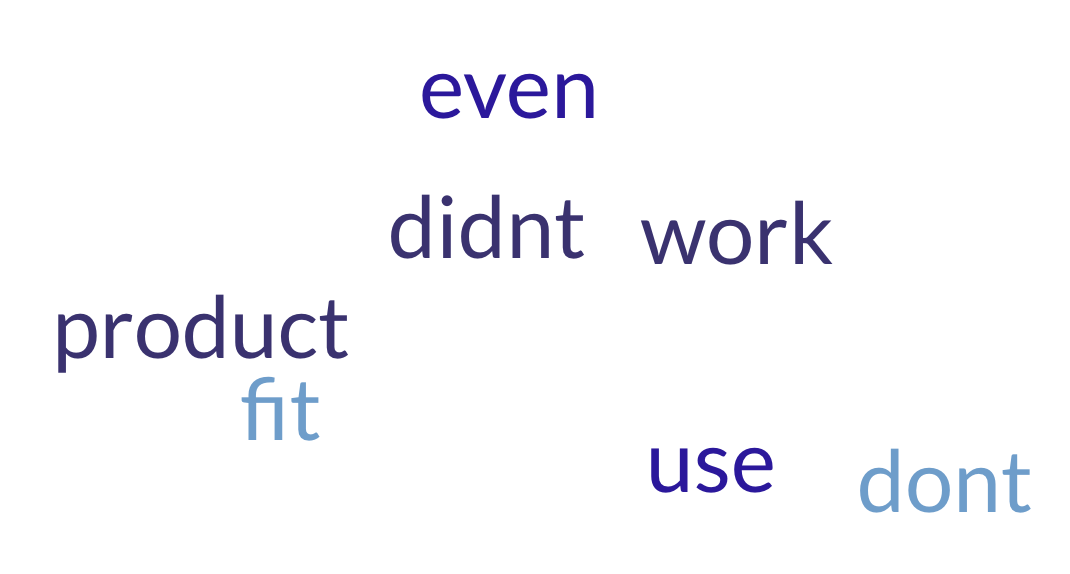 even
didnt work
product
fit
use dont